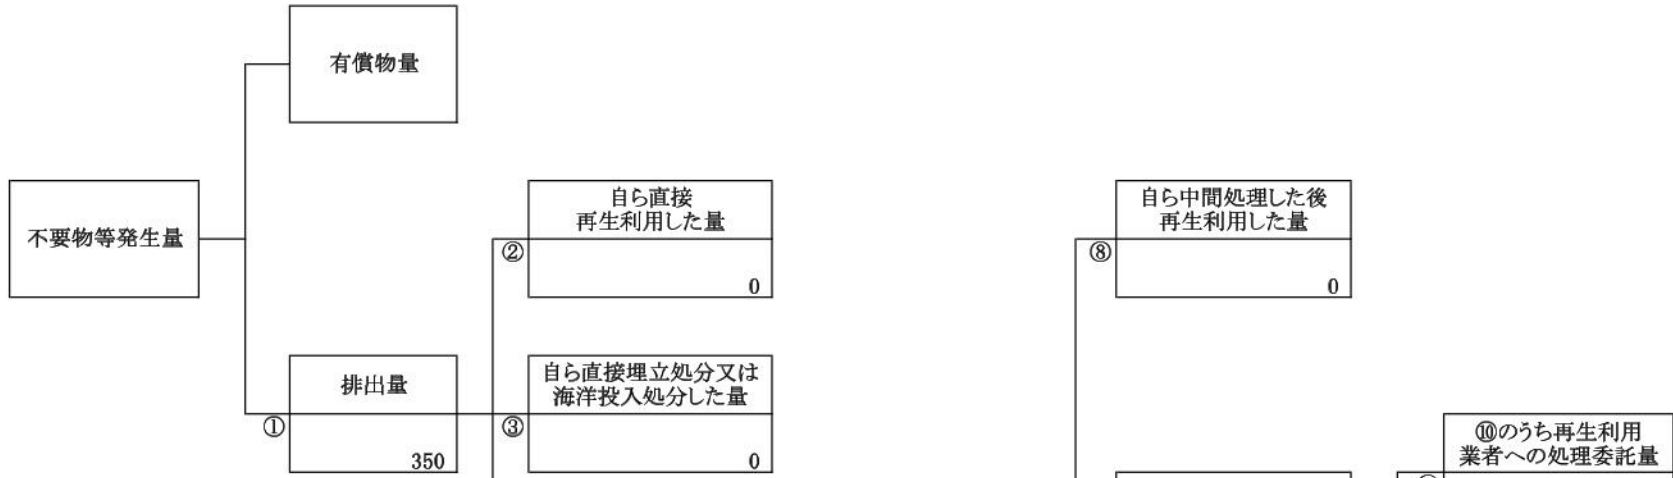 有償物量
不要物等発生量
自ら直接
再生利用した量
②
0
自ら中間処理した後
再生利用した量
⑧
0
排出量
①
350
自ら直接埋立処分又は
海洋投入処分した量
③
0
⑩のうち再生利用
業者への処理委託量